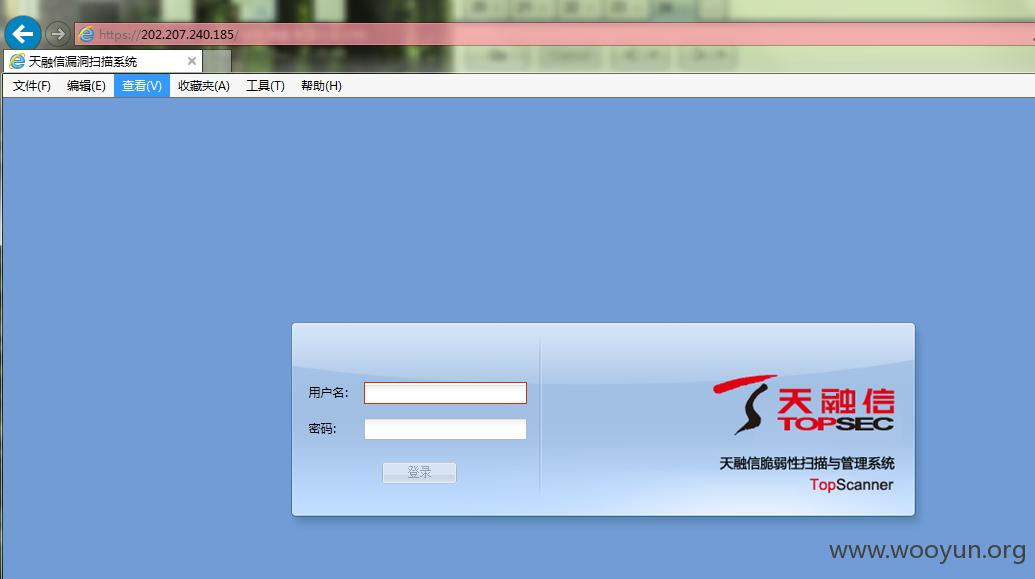 https://202.207.240.185/
天融信漏洞扫描系统
文件(F) 编辑(E) 查看(V) 收藏夹(A) 工具(T) 帮助(H)
用户名:
密码:
登录
天融信
TOPSEC
天融信脆弱性扫描与管理系统
TopScanner
www.wooyun.org